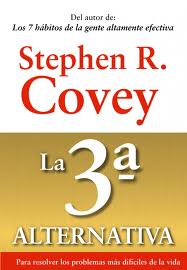 Del autor de:
Los 7 hábitos de la gente altamente efectiva
Stephen R.
Covey
La
3ª
ALTERNATIVA
Para resolver los problemas más difíciles de la vida